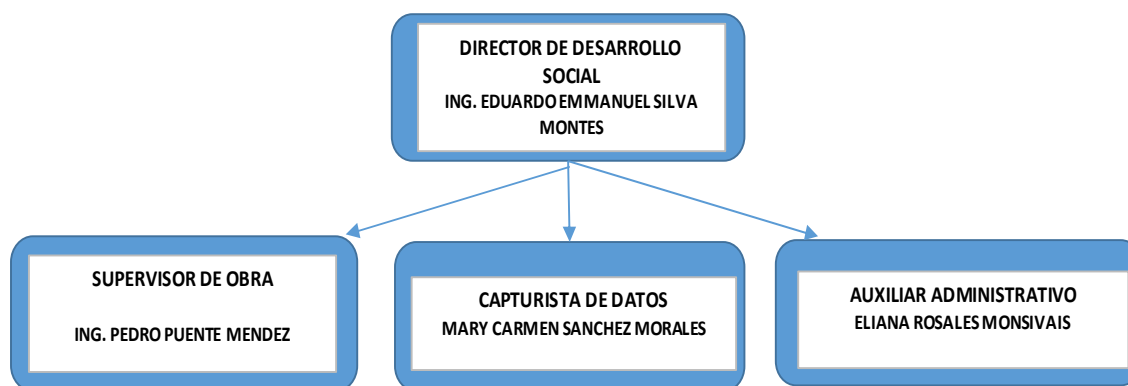 DIRECTOR DE DESARROLLO
SOCIAL
ING. EDUARDO EMMANUEL SILVA
MONTES
SUPERVISOR DE OBRA
ING. PEDRO PUENTE MENDEZ
CAPTURISTA DE DATOS
MARY CARMEN SANCHEZ MORALES
AUXILIAR ADMINISTRATIVO
ELIANA ROSALES MONSIVAIS